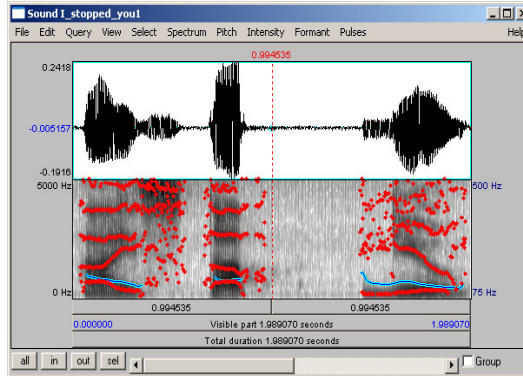 Sound I_stopped_you1
File Edit Query View Select Spectrum Pitch Intensity Formant Pulses Help
0.994535
0.2418
-0.005157
-0.1916
5000 Hz 500 Hz
0 Hz 75 Hz
0.994535 0.994535
0.000000 Visible part 1.989070 seconds 1.989070
Total duration 1.989070 seconds
all in out sel Group